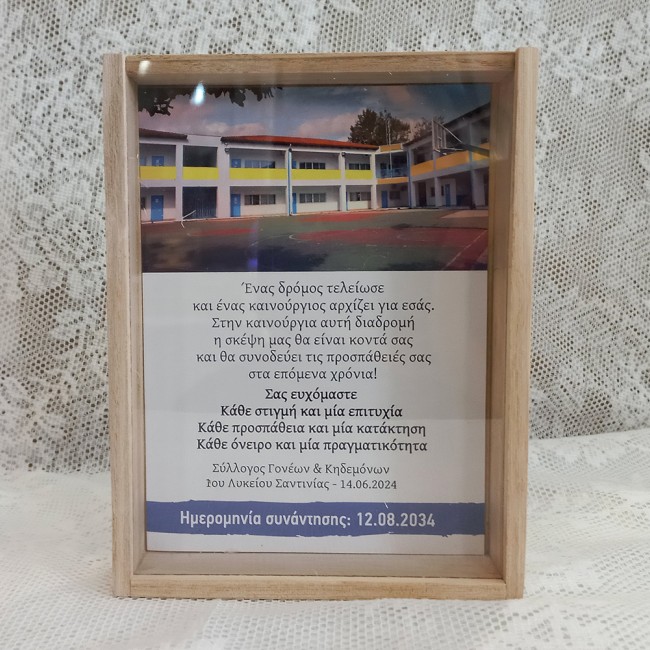 Ένας δρόμος τελείωσε
και ένας καινούργιος αρχίζει για εσάς.
Στην καινούργια αυτή διαδρομή
η σκέψη μας θα είναι κοντά σας
και θα συνοδεύει τις προσπάθειές σας
στα επόμενα χρόνια!
Σας ευχόμαστε
Κάθε στιγμή και μία επιτυχία
Κάθε προσπάθεια και μία κατάκτηση
Κάθε όνειρο και μία πραγματικότητα
Σύλλογος Γονέων & Κηδεμόνων
1ου Λυκείου Σαντινίας - 14.06.2024
Ημερομηνία συνάντησης: 12.08.2034